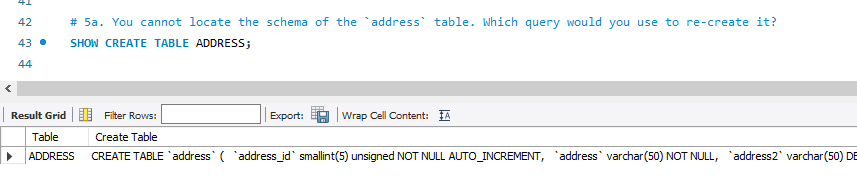 41
42 # 5a. You cannot locate the schema of the `address` table. Which query would you use to re-create it?
43 SHOW CREATE TABLE ADDRESS;
44
Result Grid Filter Rows: Export: Wrap Cell Content:
Table Create Table
ADDRESS CREATE TABLE `address` ( `address_id` smallint(5) unsigned NOT NULL AUTO_INCREMENT, `address` varchar(50) NOT NULL, `address2` varchar(50) DE